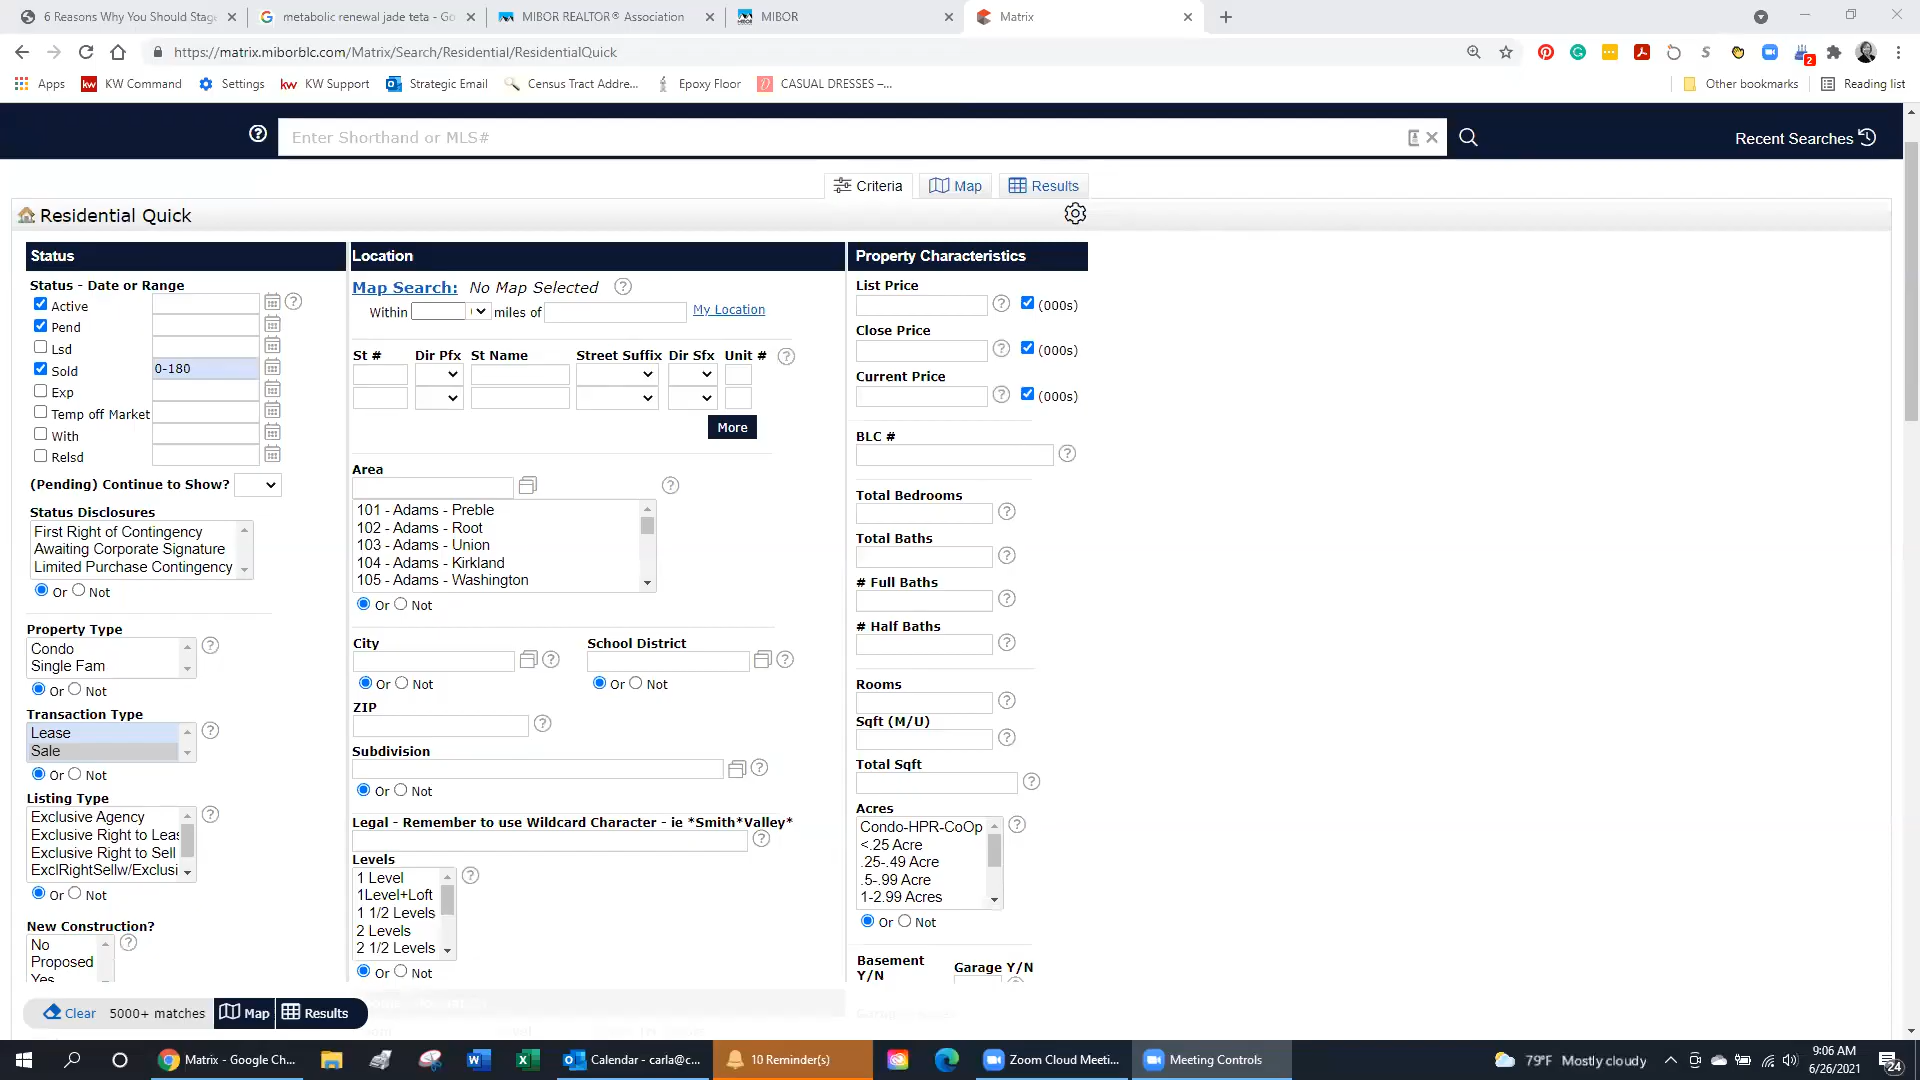 6 Reasons Why You Should Stage
metabolic renewal jade teta - Go
MIBOR REALTOR® Association
MIBOR
Matrix
https://matrix.miborblc.com/Matrix/Search/Residential/ResidentialQuick
2
Apps
KW Command
Settings
KW Support
Strategic Email
Census Tract Addre...
Epoxy Floor
CASUAL DRESSES –...
Other bookmarks
Reading list
Enter Shorthand or MLS#
Recent Searches
Criteria
Map
Results
Residential Quick
Status
Status - Date or Range
Active
Pend
Lsd
Sold 0-180
Exp
Temp off Market
With
Relsd
(Pending) Continue to Show?
Status Disclosures
First Right of Contingency
Awaiting Corporate Signature
Limited Purchase Contingency
Or Not
Property Type
Condo
Single Fam
Or Not
Transaction Type
Lease
Sale
Or Not
Listing Type
Exclusive Agency
Exclusive Right to Leas
Exclusive Right to Sell
ExclRightSellw/Exclusi
Or Not
New Construction?
No
Proposed
Yes
Location
Map Search: No Map Selected
Within miles of My Location
St # Dir Pfx St Name Street Suffix Dir Sfx Unit #
More
Area
101 - Adams - Preble
102 - Adams - Root
103 - Adams - Union
104 - Adams - Kirkland
105 - Adams - Washington
Or Not
City School District
Or Not Or Not
ZIP
Subdivision
Or Not
Legal - Remember to use Wildcard Character - ie *Smith*Valley*
Levels
1 Level
1Level+Loft
1 1/2 Levels
2 Levels
2 1/2 Levels
Or Not
Property Characteristics
List Price
(000s)
Close Price
(000s)
Current Price
(000s)
BLC #
Total Bedrooms
Total Baths
# Full Baths
# Half Baths
Rooms
Sqft (M/U)
Total Sqft
Acres
Condo-HPR-CoOp
<.25 Acre
.25-.49 Acre
.5-.99 Acre
1-2.99 Acres
Or Not
Basement Y/N
Garage Y/N
Clear 5000+ matches Map Results
Matrix - Google Ch...
Calendar - carla@c...
10 Reminder(s)
Zoom Cloud Meeti...
Meeting Controls
79°F Mostly cloudy
9:06 AM
6/26/2021
24